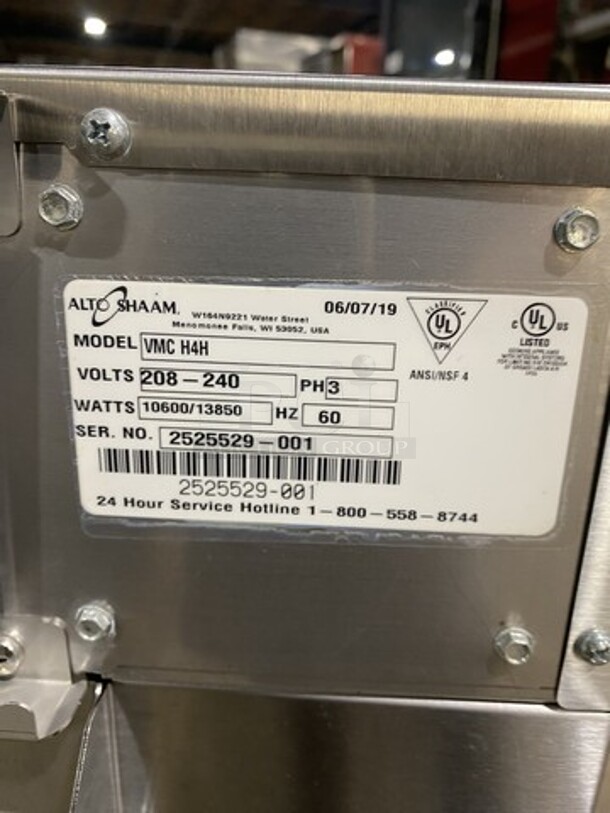 ALTO SHAAM 06/07/19
W164N9221 Water Street
Menomonee Falls, WI 53052, USA
MODEL VMC H4H
VOLTS 208-240 PH 3
WATTS 10600/13850 HZ 60
SER. NO. 2525529-001
2525529-001
24 Hour Service Hotline 1-800-558-8744
CLASSIFIED
UL
EPH
ANSI/NSF 4
C UL US
LISTED
GROUP